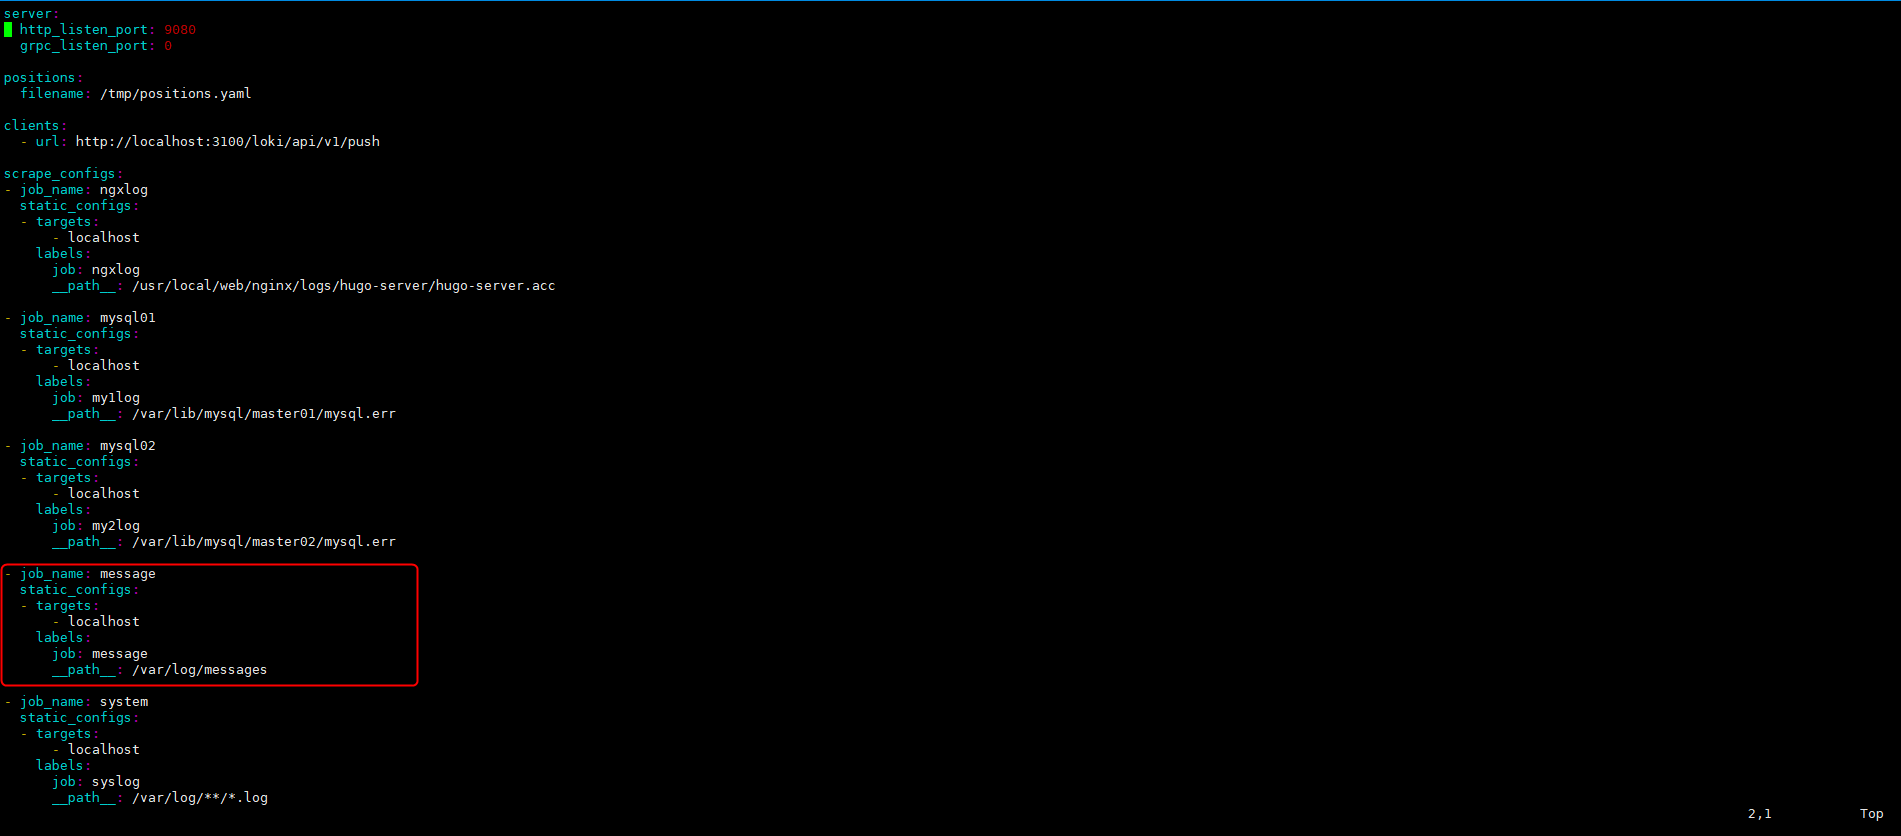 server:
  http_listen_port: 9080
  grpc_listen_port: 0

positions:
  filename: /tmp/positions.yaml

clients:
  - url: http://localhost:3100/loki/api/v1/push

scrape_configs:
- job_name: ngxlog
  static_configs:
  - targets:
      - localhost
    labels:
      job: ngxlog
      __path__: /usr/local/web/nginx/logs/hugo-server/hugo-server.acc

- job_name: mysql01
  static_configs:
  - targets:
      - localhost
    labels:
      job: my1log
      __path__: /var/lib/mysql/master01/mysql.err

- job_name: mysql02
  static_configs:
  - targets:
      - localhost
    labels:
      job: my2log
      __path__: /var/lib/mysql/master02/mysql.err

- job_name: message
  static_configs:
  - targets:
      - localhost
    labels:
      job: message
      __path__: /var/log/messages

- job_name: system
  static_configs:
  - targets:
      - localhost
    labels:
      job: syslog
      __path__: /var/log/**/*.log
2,1 Top